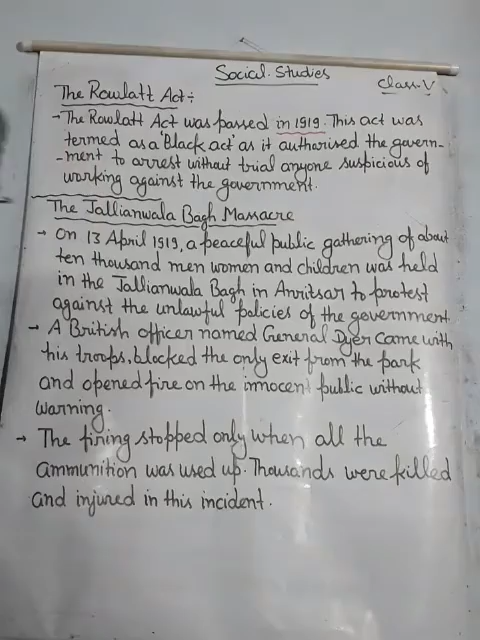 Social Studies
Class-V
The Rowlatt Act:-
→ The Rowlatt Act was passed in 1919. This act was
termed as a 'Black act' as it authorised the govern-
-ment to arrest without trial anyone suspicious of
working against the government.
The Jallianwala Bagh Massacre
→ On 13 April 1919, a peaceful public gathering of about
ten thousand men women and children was held
in the Jallianwala Bagh in Amritsar to protest
against the unlawful policies of the government
→ A British officer named General Dyer came with
his troops, blocked the only exit from the park
and opened fire on the innocent public without
warning.
→ The firing stopped only when all the
ammunition was used up. Thousands were killed
and injured in this incident.